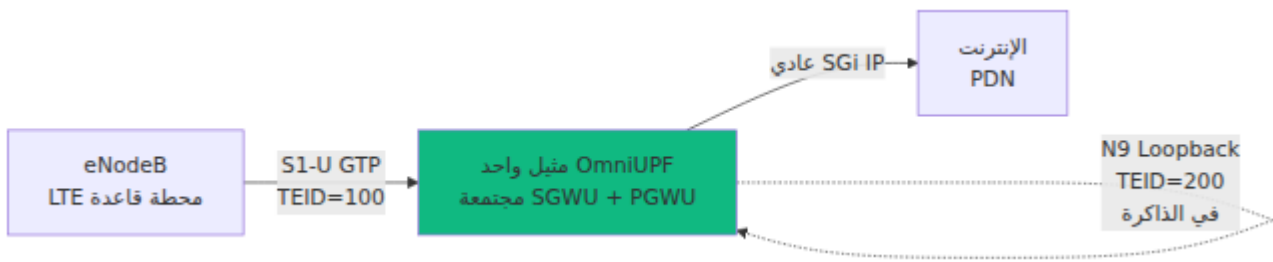 eNodeB
محطة قاعدة LTE
S1-U GTP
TEID=100
OmniUPF مثيل واحد
SGWU + PGWU مجتمعة
SGi IP عادي
الإنترنت
PDN
N9 Loopback
TEID=200
في الذاكرة